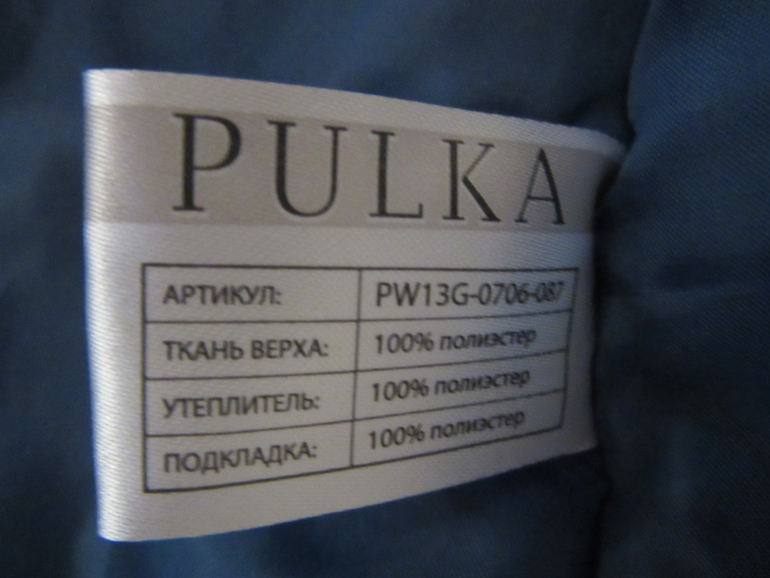 PULKA
АРТИКУЛ: PW13G-0706-087
ТКАНЬ ВЕРХА: 100% полиэстер
УТЕПЛИТЕЛЬ: 100% полиэстер
ПОДКЛАДКА: 100% полиэстер